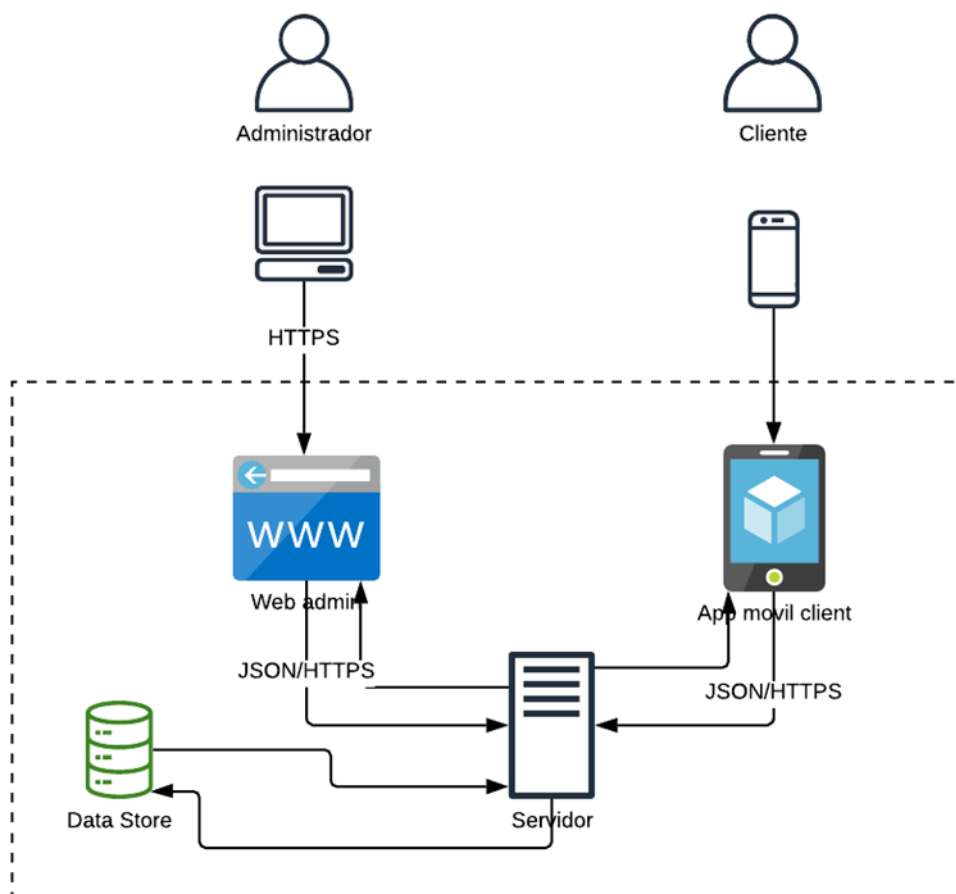 Administrador
Cliente
HTTPS
WWW
Web admin
App movil client
JSON/HTTPS
JSON/HTTPS
Data Store
Servidor